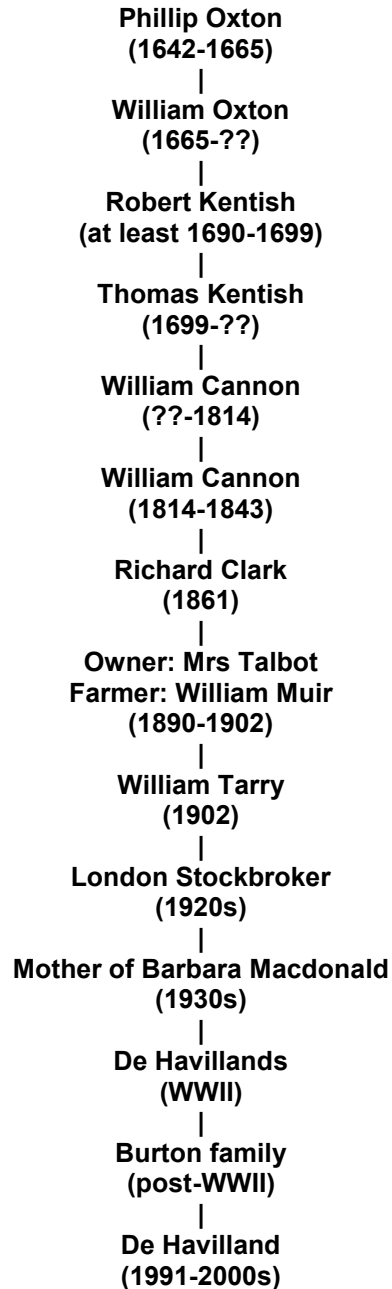 Phillip Oxton
(1642-1665)
|
William Oxton
(1665-??)
|
Robert Kentish
(at least 1690-1699)
|
Thomas Kentish
(1699-??)
|
William Cannon
(??-1814)
|
William Cannon
(1814-1843)
|
Richard Clark
(1861)
|
Owner: Mrs Talbot
Farmer: William Muir
(1890-1902)
|
William Tarry
(1902)
|
London Stockbroker
(1920s)
|
Mother of Barbara Macdonald
(1930s)
|
De Havillands
(WWII)
|
Burton family
(post-WWII)
|
De Havilland
(1991-2000s)